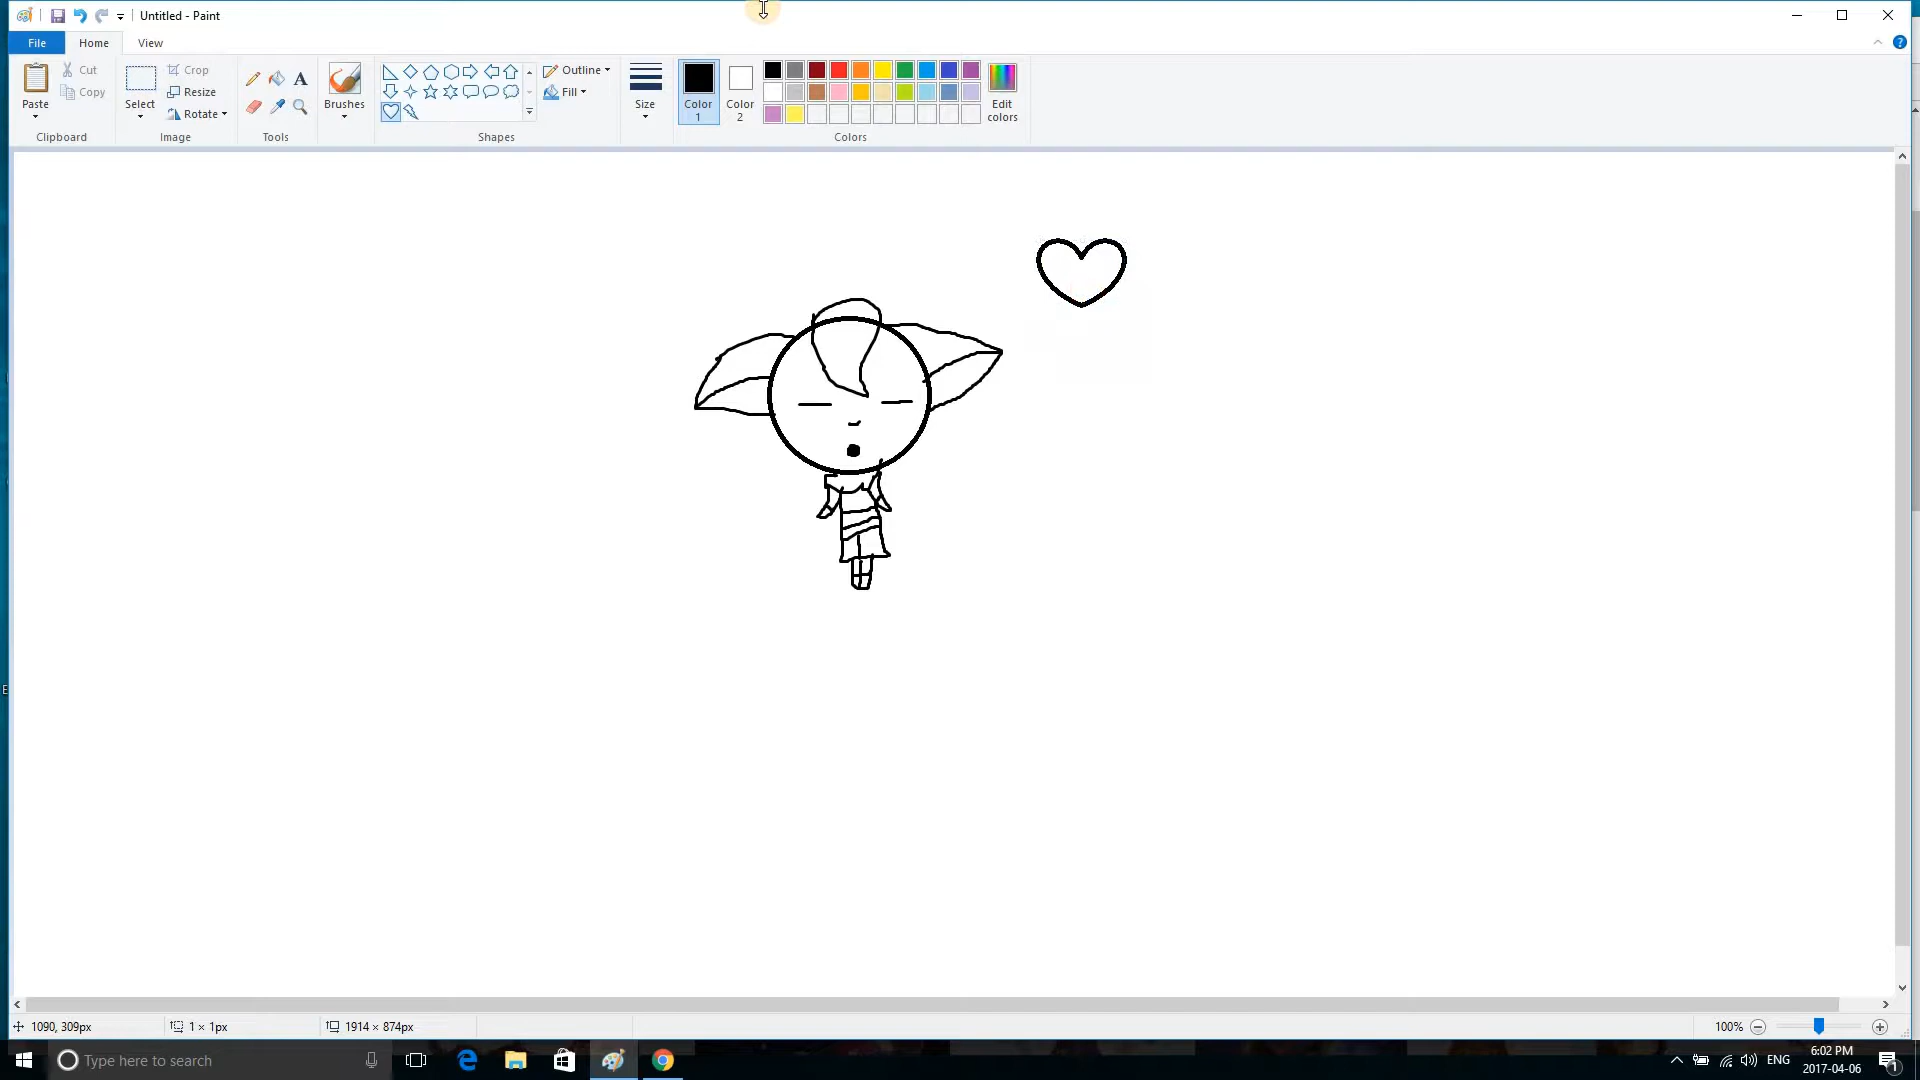 Untitled - Paint
File Home View
Paste
Cut
Copy
Clipboard
Select
Crop
Resize
Rotate
Image
A
Tools
Brushes
Shapes
Outline
Fill
Size
Color 1
Color 2
Edit colors
Colors
E
1090, 309px
1 × 1px
1914 × 874px
100%
Type here to search
ENG
6:02 PM
2017-04-06
1